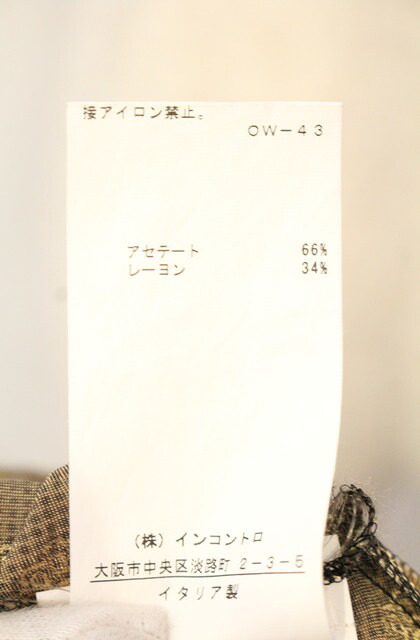 接アイロン禁止。
OW-43
アセテート 66%
レーヨン 34%
(株) インコントロ
大阪市中央区淡路町 2-3-5
イタリア製